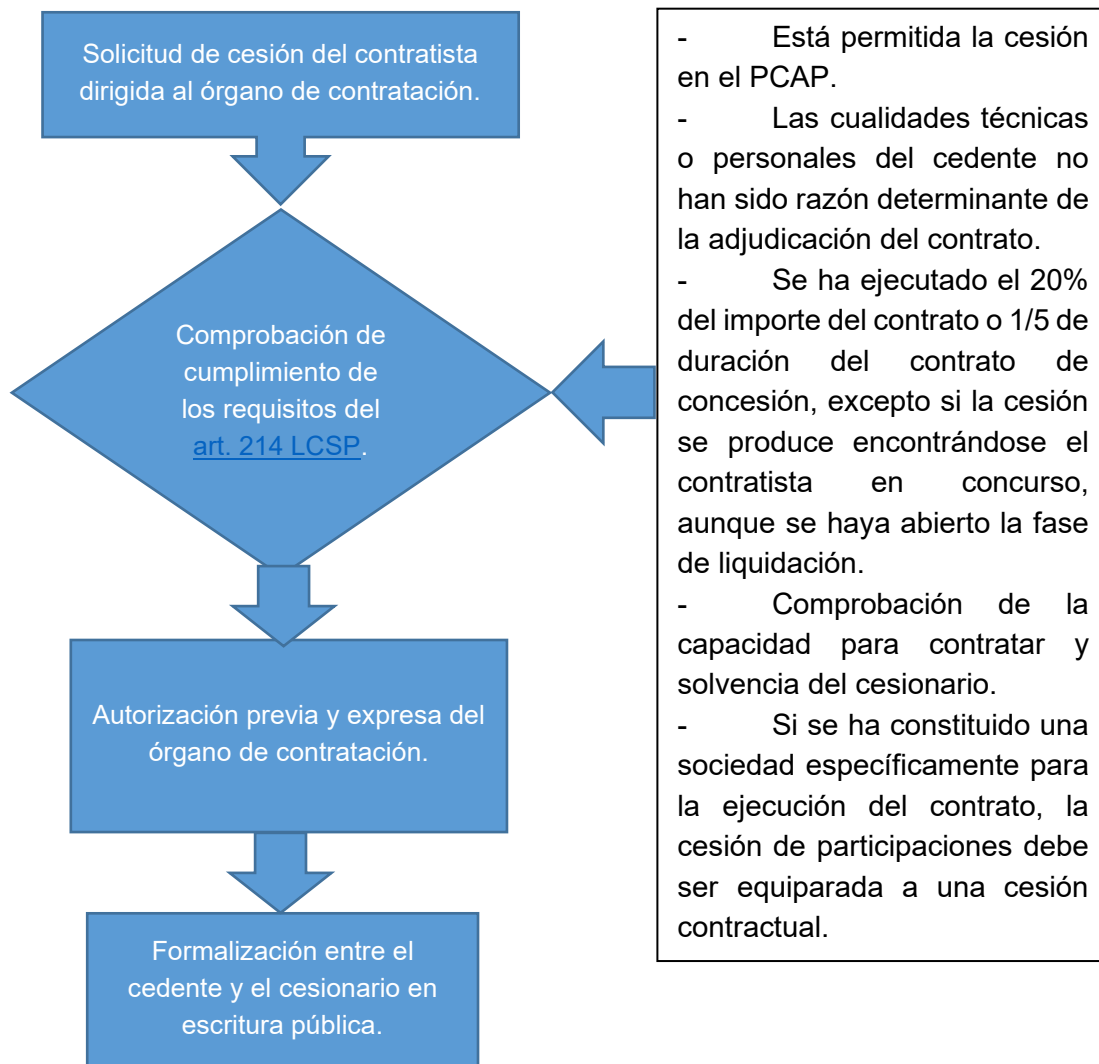 Solicitud de cesión del contratista
dirigida al órgano de contratación.
Comprobación de
cumplimiento de
los requisitos del
art. 214 LCSP.
Autorización previa y expresa del
órgano de contratación.
Formalización entre el
cedente y el cesionario en
escritura pública.
- Está permitida la cesión
en el PCAP.
- Las cualidades técnicas
o personales del cedente no
han sido razón determinante de
la adjudicación del contrato.
- Se ha ejecutado el 20%
del importe del contrato o 1/5 de
duración del contrato de
concesión, excepto si la cesión
se produce encontrándose el
contratista en concurso,
aunque se haya abierto la fase
de liquidación.
- Comprobación de la
capacidad para contratar y
solvencia del cesionario.
- Si se ha constituido una
sociedad específicamente para
la ejecución del contrato, la
cesión de participaciones debe
ser equiparada a una cesión
contractual.